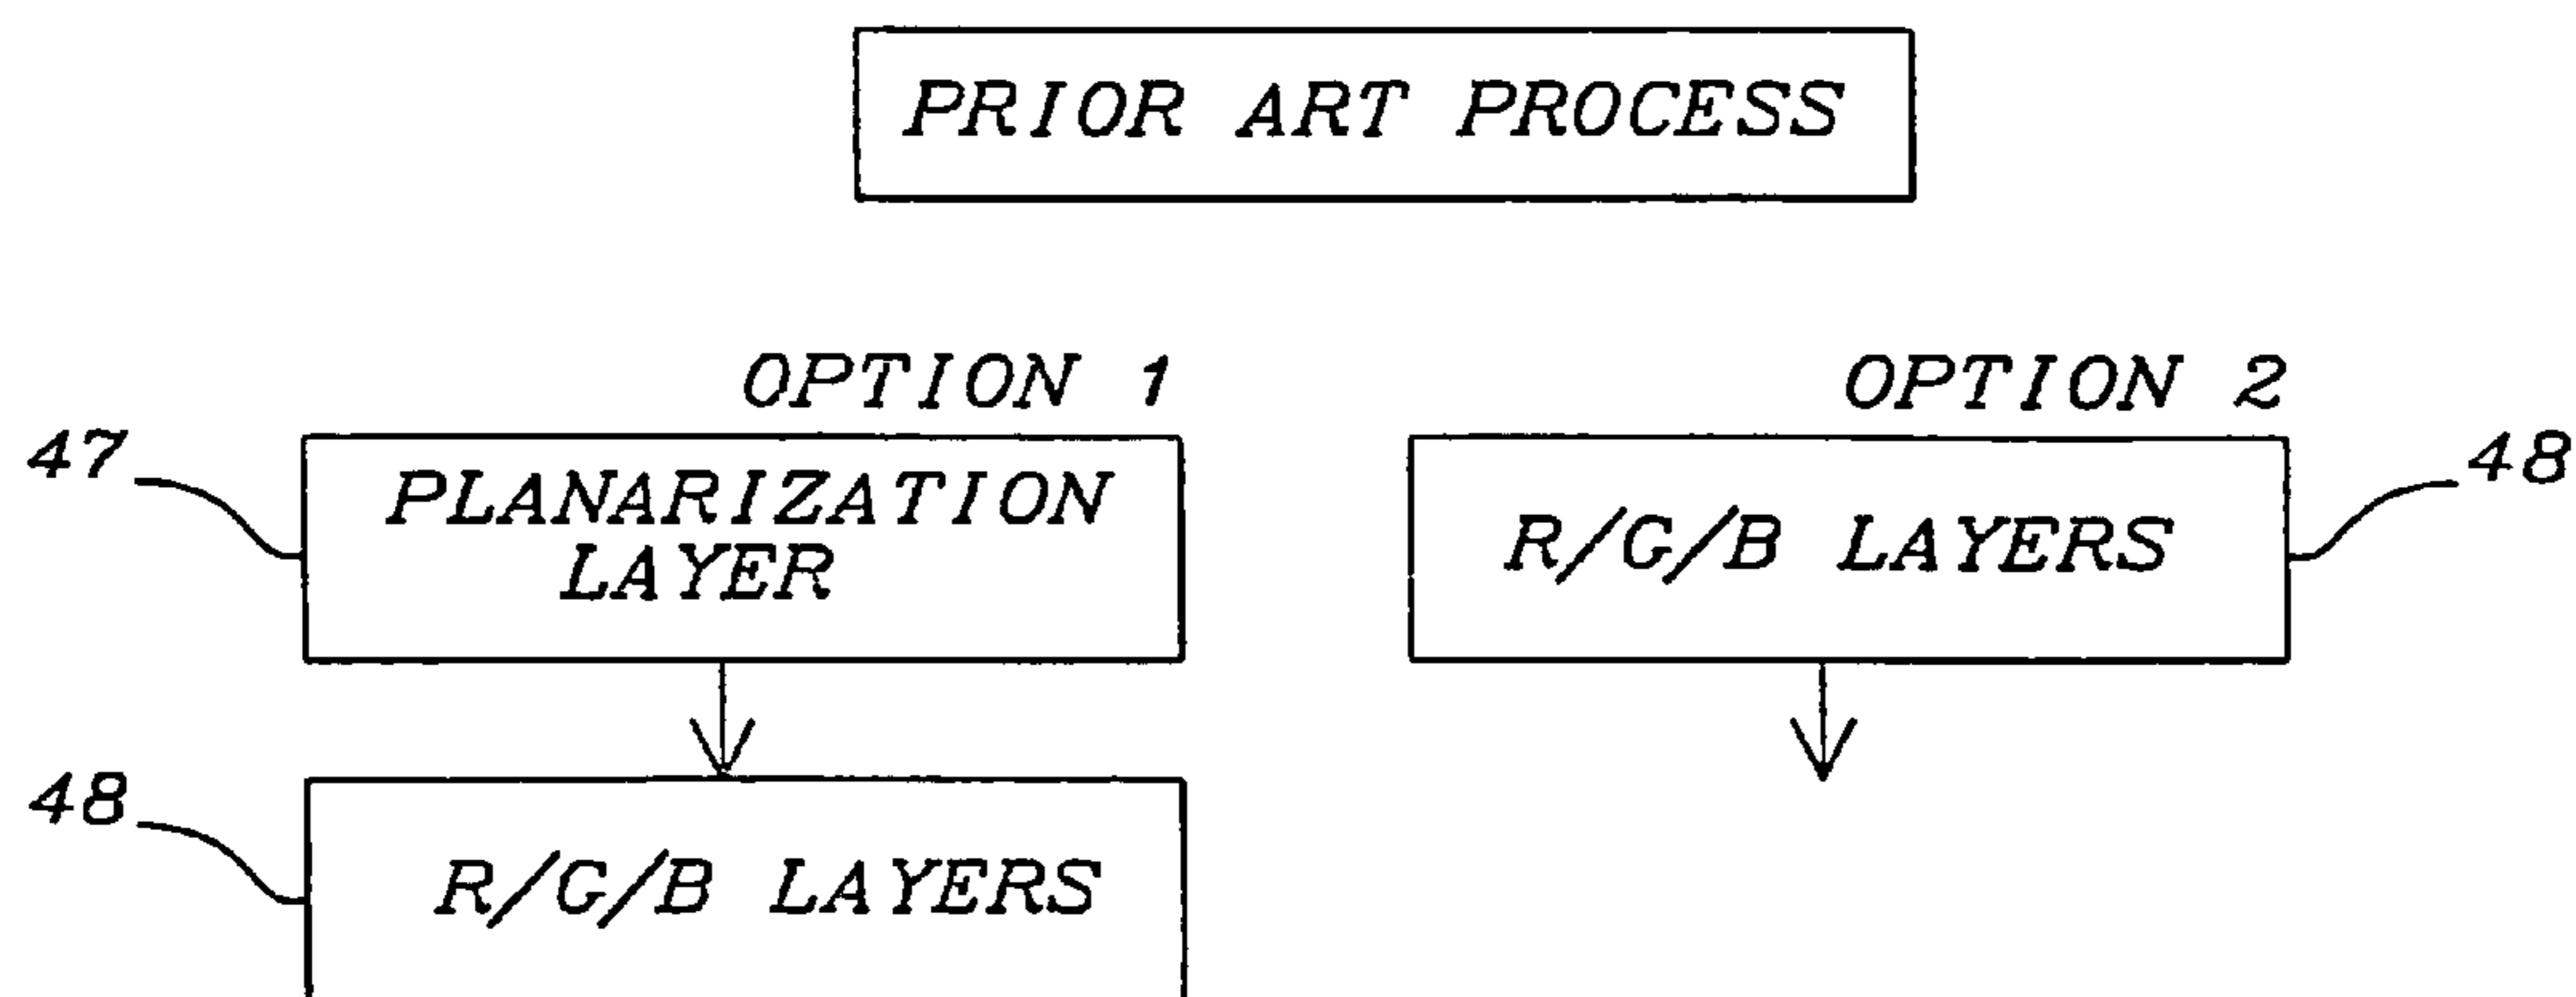 PRIOR ART PROCESS
OPTION 1
OPTION 2
47
PLANARIZATION
LAYER
R/G/B LAYERS
48
48
R/G/B LAYERS